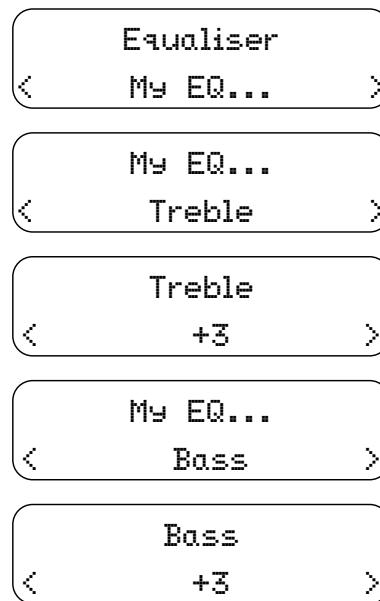 Equaliser
< My EQ... >
My EQ...
< Treble >
Treble
< +3 >
My EQ...
< Bass >
Bass
< +3 >